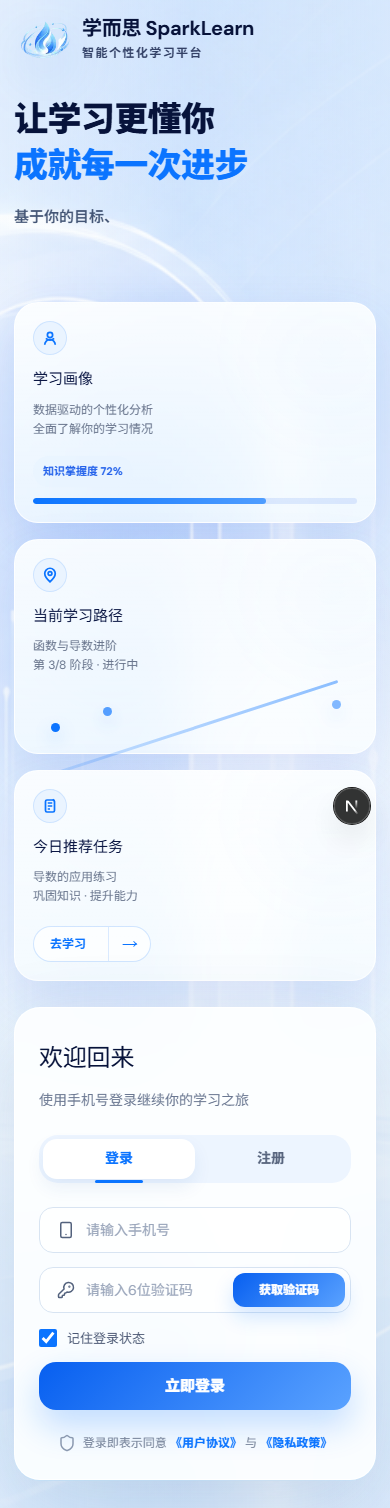 学而思 SparkLearn
智能个性化学习平台
让学习更懂你
成就每一次进步
基于你的目标、
学习画像
数据驱动的个性化分析
全面了解你的学习情况
知识掌握度 72%
当前学习路径
函数与导数进阶
第 3/8 阶段 · 进行中
N
今日推荐任务
导数的应用练习
巩固知识 · 提升能力
去学习 →
欢迎回来
使用手机号登录继续你的学习之旅
登录 注册
请输入手机号
请输入6位验证码 获取验证码
记住登录状态
立即登录
登录即表示同意 《用户协议》 与 《隐私政策》